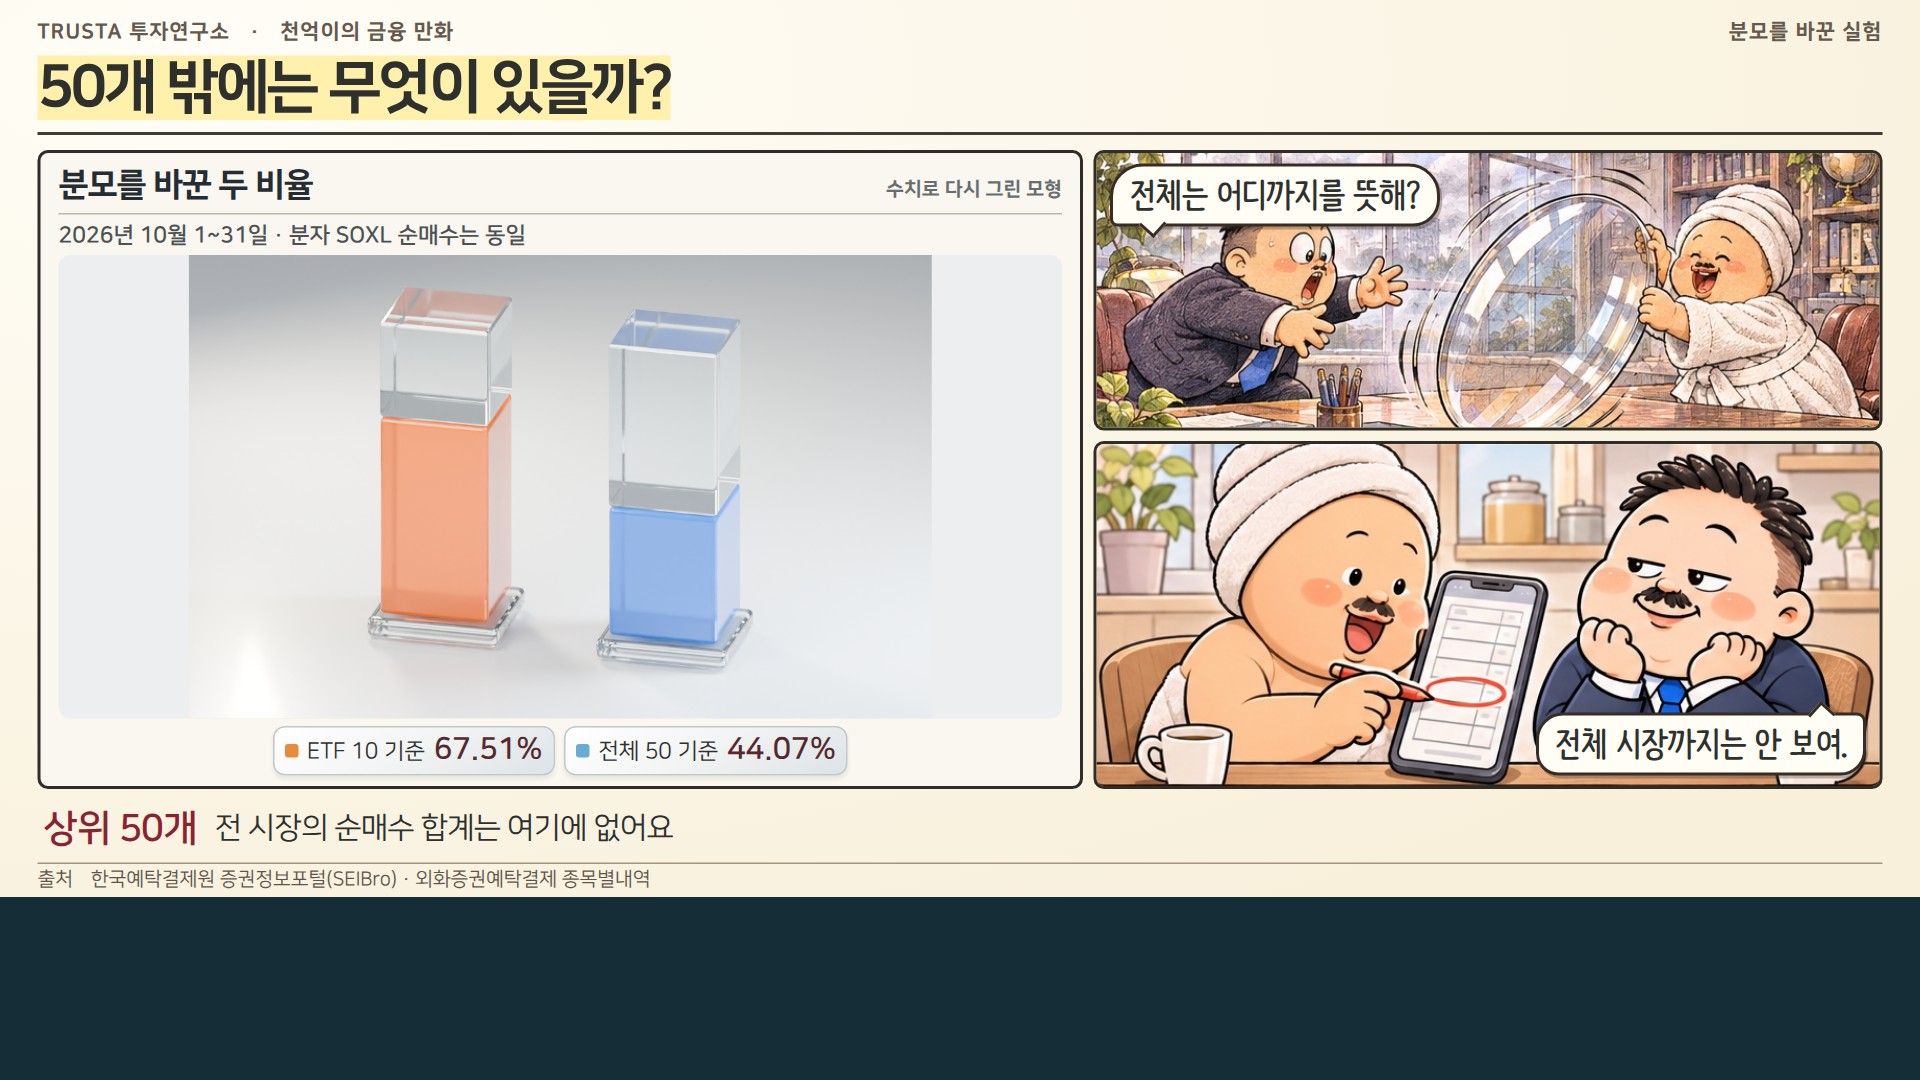 TRUSTA 투자연구소 · 천억이의 금융 만화
분모를 바꾼 실험
50개 밖에는 무엇이 있을까?
분모를 바꾼 두 비율
수치로 다시 그린 모형
2026년 10월 1~31일 · 분자 SOXL 순매수는 동일
ETF 10 기준 67.51%
전체 50 기준 44.07%
전체는 어디까지를 뜻해?
전체 시장까지는 안 보여.
상위 50개 전 시장의 순매수 합계는 여기에 없어요
출처 한국예탁결제원 증권정보포털(SEIBro) · 외화증권예탁결제 종목별내역